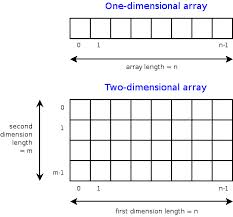 One-dimensional array
0 1 n-1
array length = n
Two-dimensional array
0
1
m-1
second
dimension
length
= m
0 1 n-1
first dimension length = n